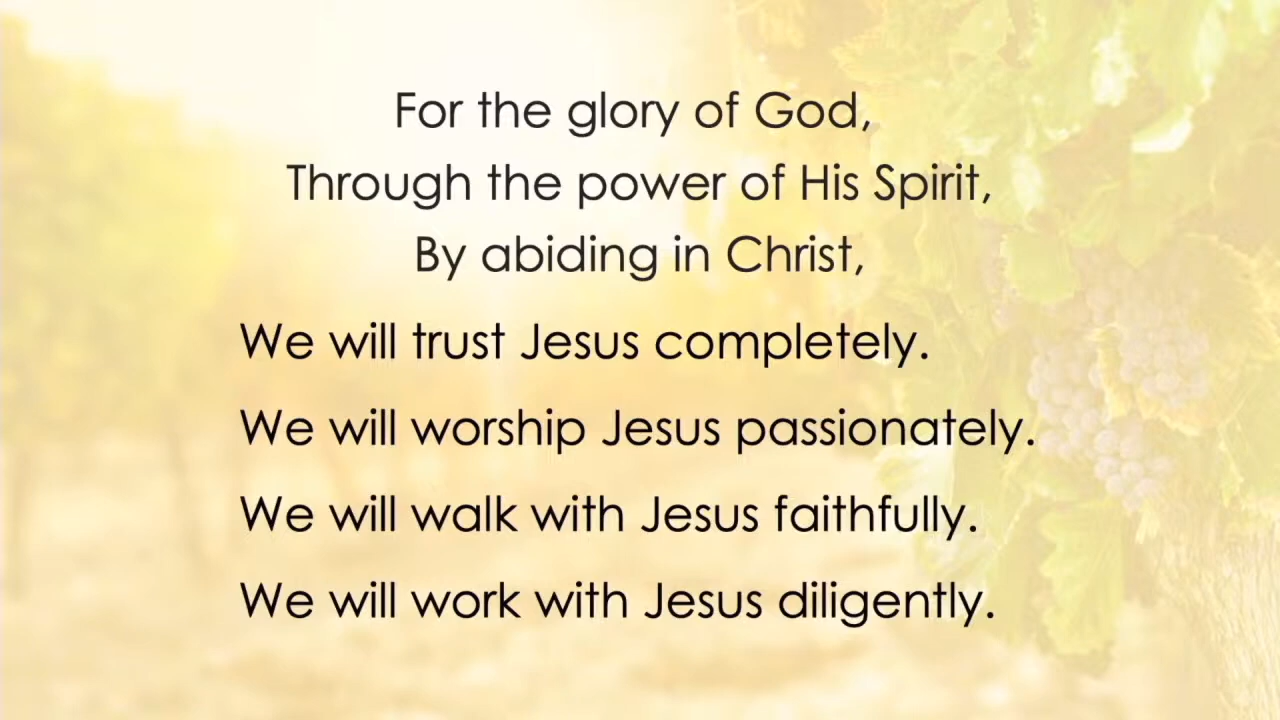 For the glory of God,
Through the power of His Spirit,
By abiding in Christ,
We will trust Jesus completely.
We will worship Jesus passionately.
We will walk with Jesus faithfully.
We will work with Jesus diligently.